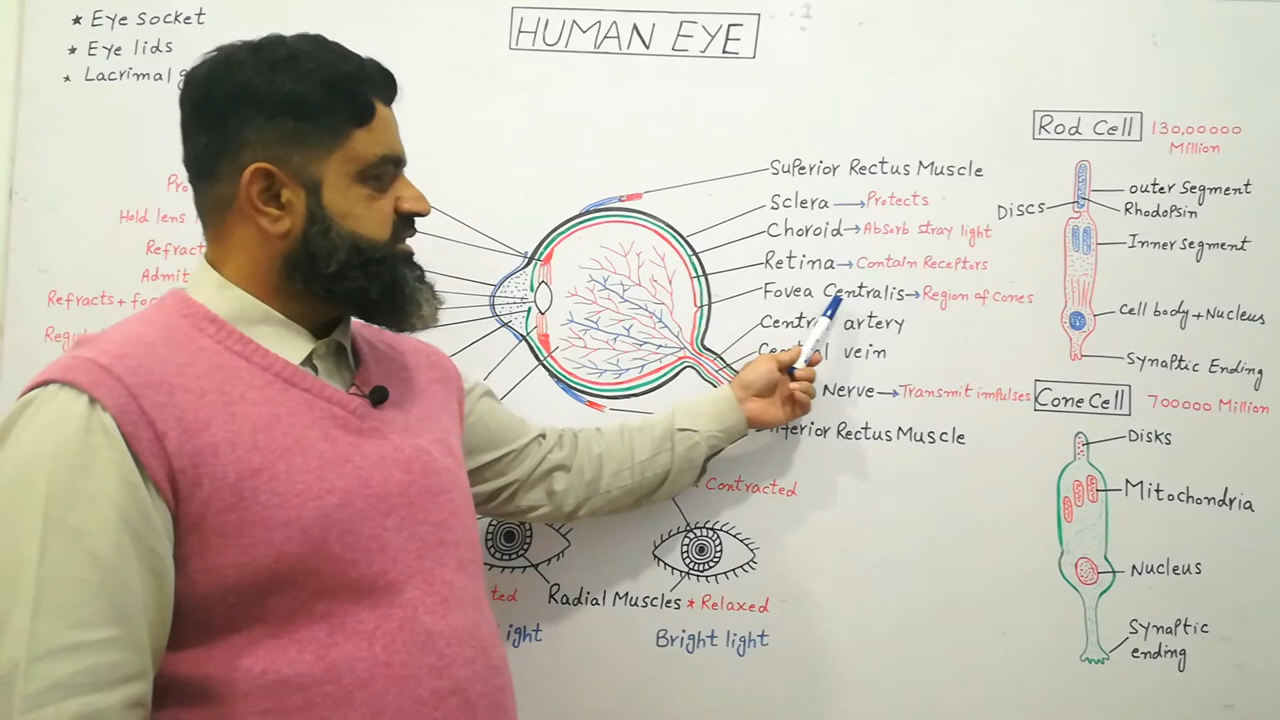 HUMAN EYE
* Eye socket
* Eye lids
* Lacrimal
Hold lens
Refract
Admit
Refracts +
Superior Rectus Muscle
Sclera → Protects
Choroid → Absorb stray light
Retina → Contain Receptors
Fovea Centralis → Region of Cones
artery
vein
Nerve → Transmit impulses
Inferior Rectus Muscle
Contracted
Radial Muscles * Relaxed
Bright light
Rod Cell 130,00000
Million
outer Segment
Discs
Rhodopsin
Inner segment
Cell body + Nucleus
Synaptic Ending
Cone Cell 700000 Million
Disks
Mitochondria
Nucleus
Synaptic
ending